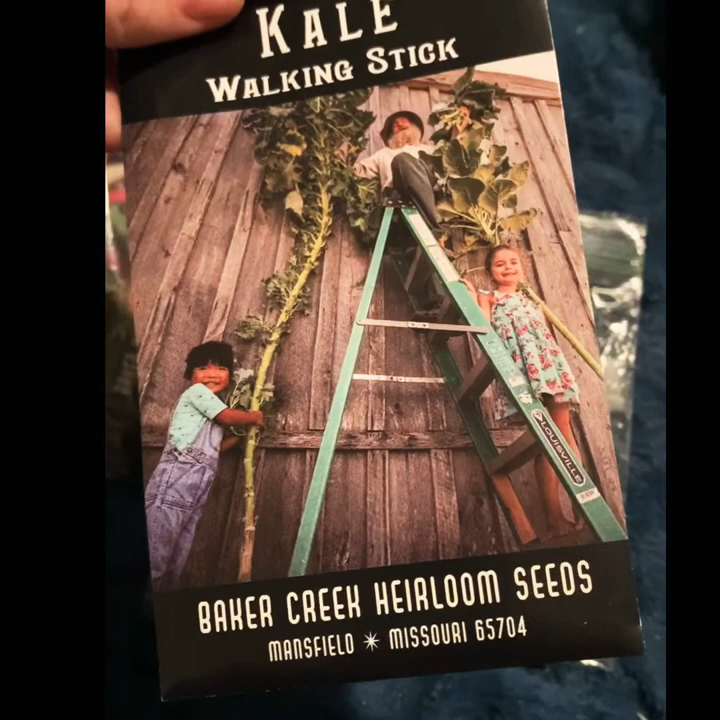 KALE
WALKING STICK
LOUISVILLE
BAKER CREEK HEIRLOOM SEEDS
MANSFIELD ✴ MISSOURI 65704